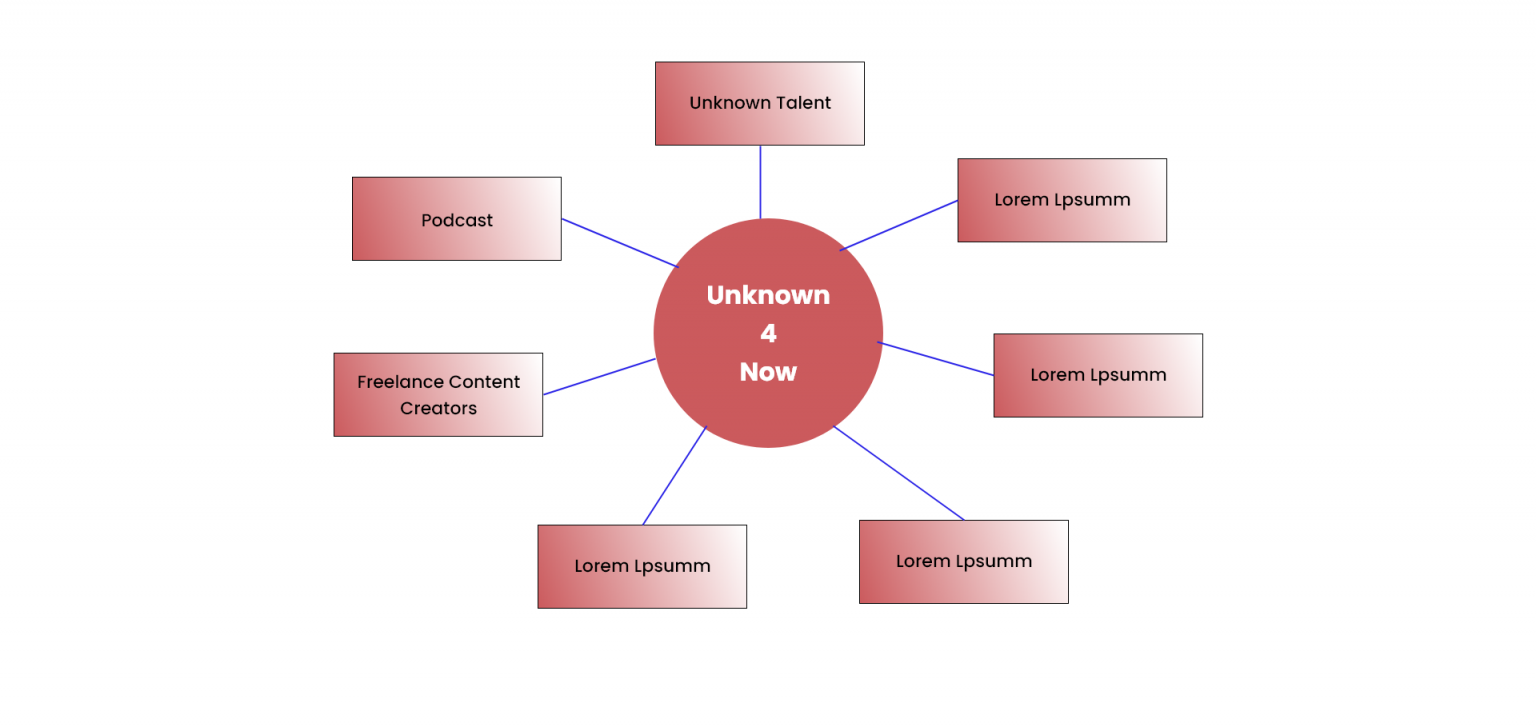 Unknown Talent
Lorem Lpsumm
Podcast
Unknown
4
Now
Lorem Lpsumm
Freelance Content
Creators
Lorem Lpsumm
Lorem Lpsumm